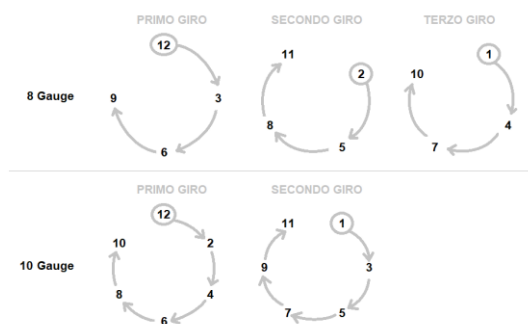 PRIMO GIRO SECONDO GIRO TERZO GIRO
12 11 2 1 10
8 Gauge 9 3 8 4
6 5 7
PRIMO GIRO SECONDO GIRO
12 11 1
10 2
10 Gauge 8 4 9 3
6 7 5